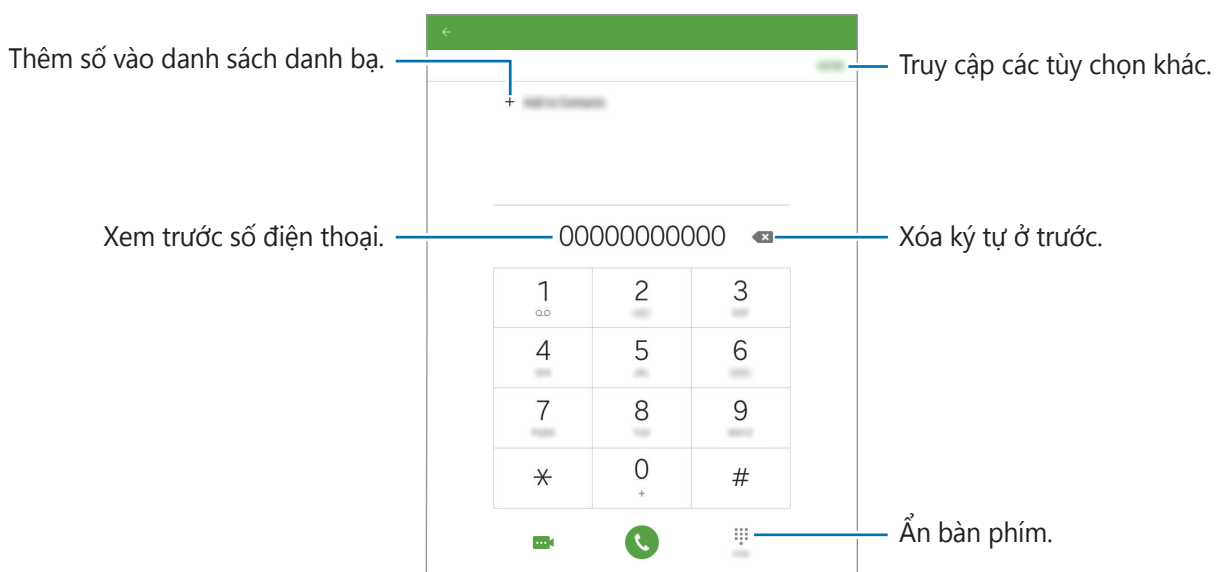 Thêm số vào danh sách danh bạ.
Truy cập các tùy chọn khác.
+
Xem trước số điện thoại.
00000000000
Xóa ký tự ở trước.
1 2 3
4 5 6
7 8 9
* 0 #
+
Ẩn bàn phím.